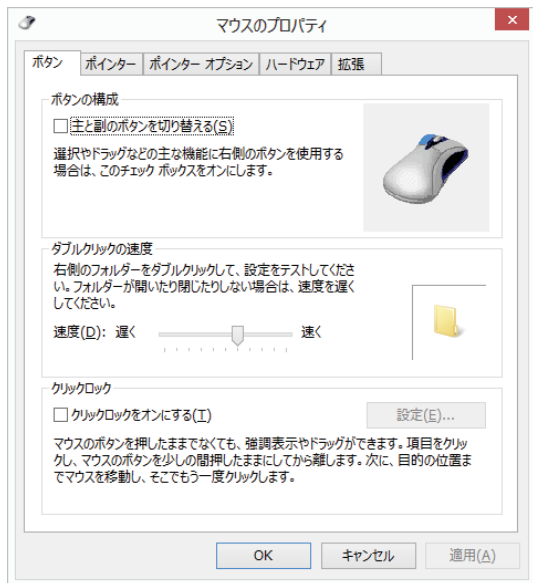 マウスのプロパティ
ボタン ポインター ポインター オプション ハードウェア 拡張
ボタンの構成
主と副のボタンを切り替える(S)
選択やドラッグなどの主な機能に右側のボタンを使用する
場合は、このチェック ボックスをオンにします。
ダブルクリックの速度
右側のフォルダーをダブルクリックして、設定をテストしてくださ
い。フォルダーが開いたり閉じたりしない場合は、速度を遅く
してください。
速度(D): 遅く 速く
クリックロック
クリックロックをオンにする(T) 設定(E)...
マウスのボタンを押したままでなくても、強調表示やドラッグができます。項目をクリッ
クし、マウスのボタンを少しの間押したままにしてから離します。次に、目的の位置ま
でマウスを移動し、そこでもう一度クリックします。
OK キャンセル 適用(A)